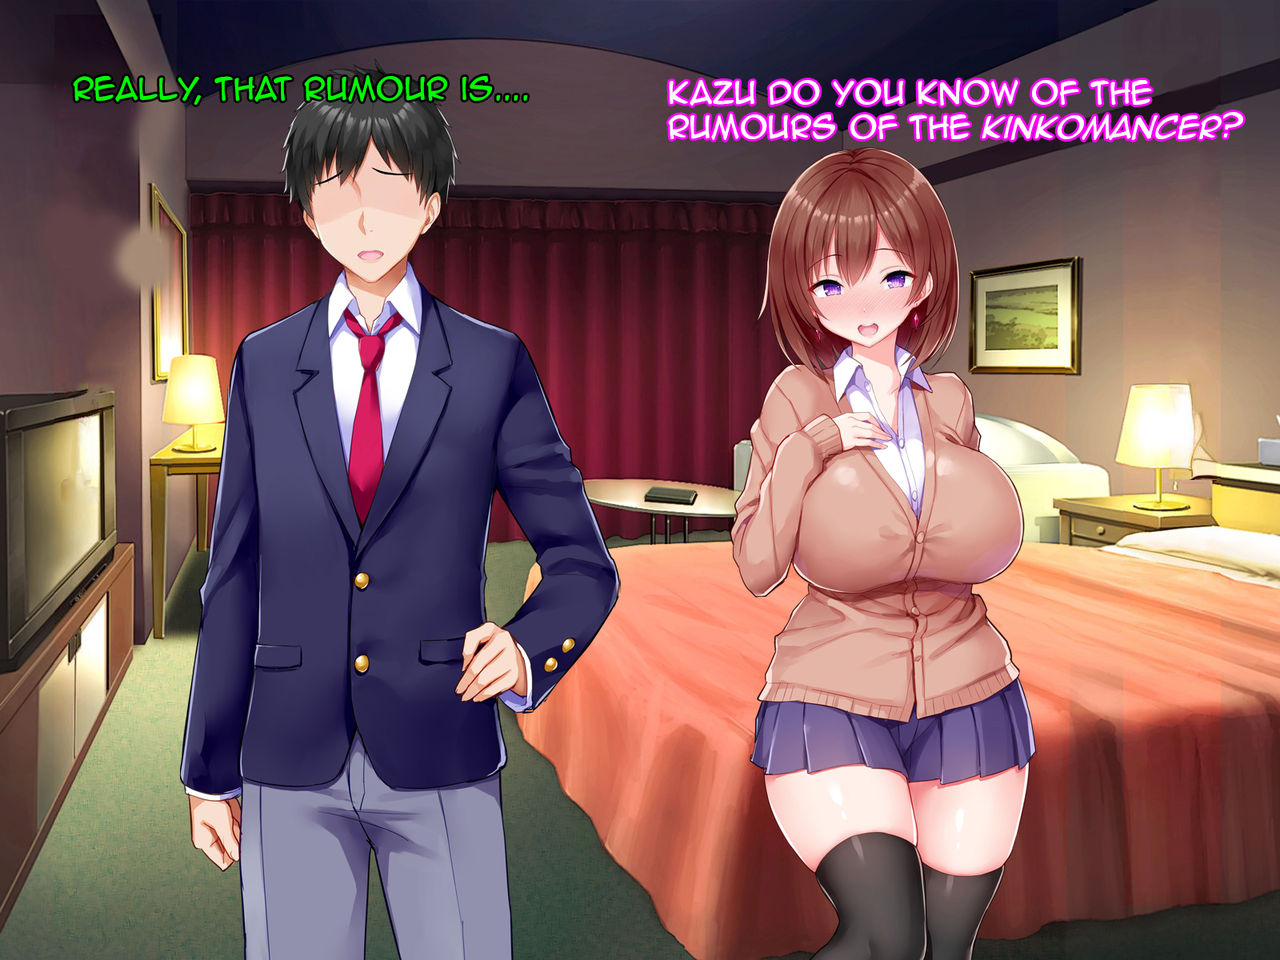 REALLY, THAT RUMOUR IS....
KAZU DO YOU KNOW OF THE
RUMOURS OF THE KINKOMANCER?